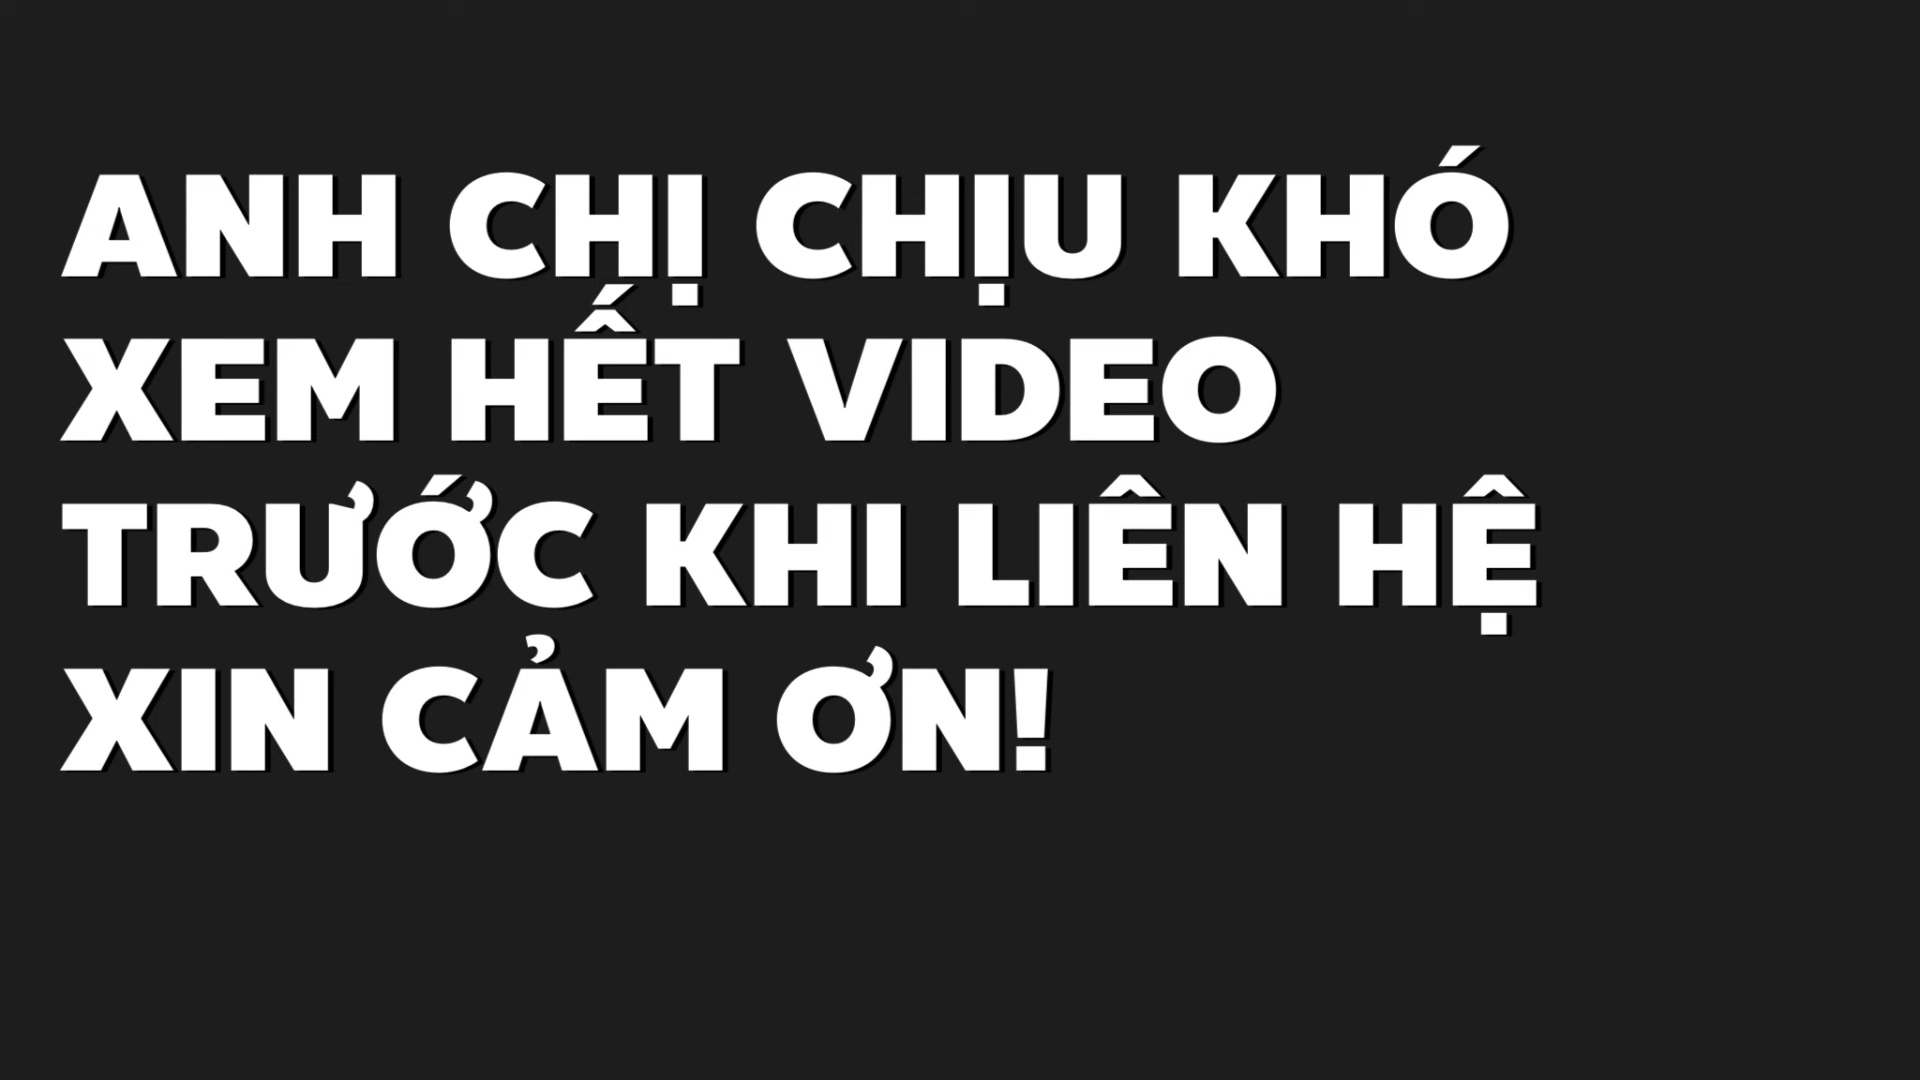 ANH CHỊ CHỊU KHÓ
XEM HẾT VIDEO
TRƯỚC KHI LIÊN HỆ
XIN CẢM ƠN!